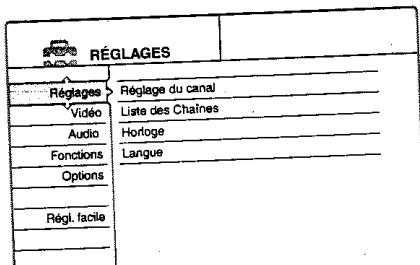 RÉGLAGES
Réglages Réglage du canal
Vidéo Liste des Chaînes
Audio Horloge
Fonctions Langue
Options
Régl. facile